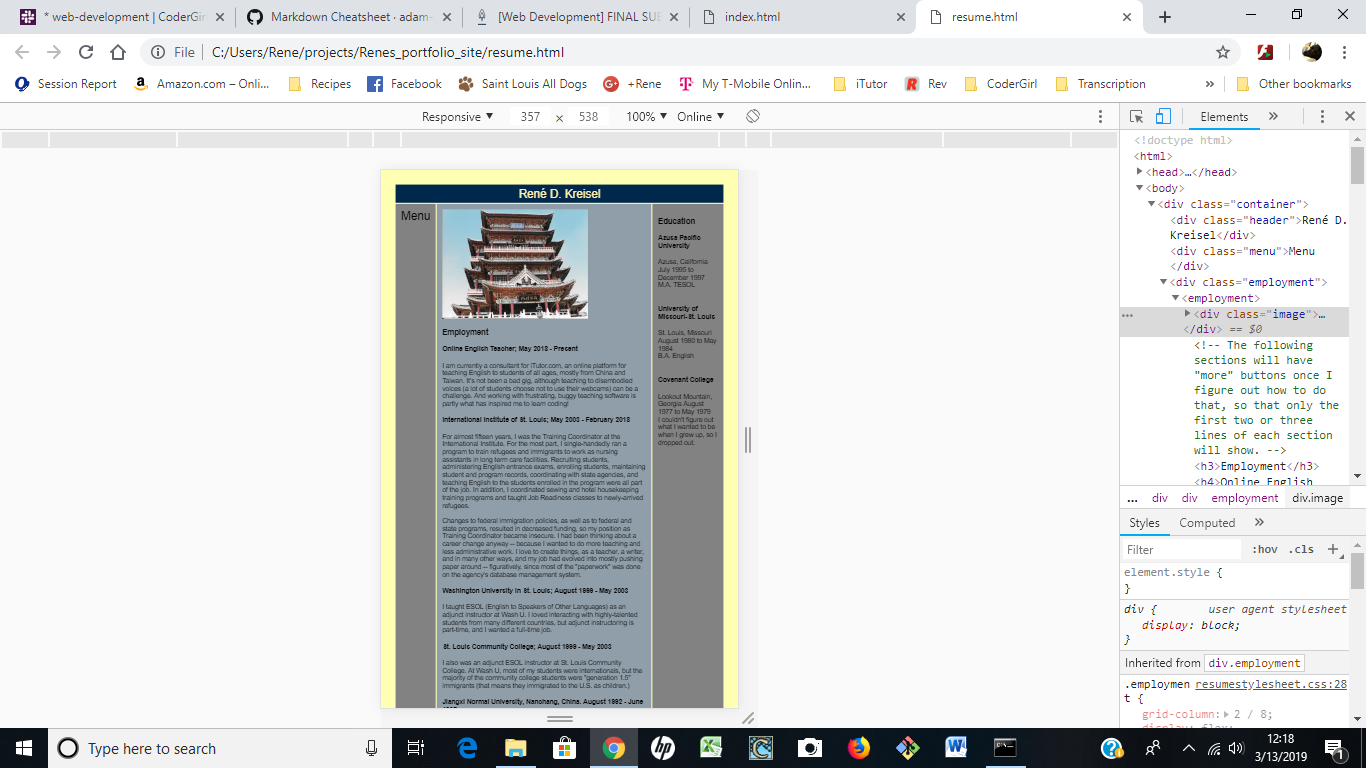 * web-development | CoderGir
Markdown Cheatsheet · adam-
[Web Development] FINAL SUB
index.html
resume.html
File
C:/Users/Rene/projects/Renes_portfolio_site/resume.html
Session Report
Amazon.com – Onli...
Recipes
Facebook
Saint Louis All Dogs
+Rene
My T-Mobile Onlin...
iTutor
Rev
CoderGirl
Transcription
»
Other bookmarks
Responsive ▼ 357 × 538 100% ▼ Online ▼
René D. Kreisel
Menu
Employment
Online English Teacher; May 2018 - Present
I am currently a consultant for iTutor.com, an online platform for
teaching English to students of all ages, mostly from China and
Taiwan. It's not been a bad gig, although teaching to disembodied
voices (a lot of students choose not to use their webcams) can be a
challenge. And working with frustrating, buggy teaching software is
partly what has inspired me to learn coding!
International Institute of St. Louis; May 2003 - February 2018
For almost fifteen years, I was the Training Coordinator at the
International Institute. For the most part, I single-handedly ran a
program to train refugees and immigrants to work as nursing
assistants in long term care facilities. Recruiting students,
administering English entrance exams, enrolling students, maintaining
student and program records, coordinating with state agencies, and
teaching English to the students enrolled in the program were all part
of the job. In addition, I coordinated sewing and hotel housekeeping
training programs and taught Job Readiness classes to newly-arrived
refugees.
Changes to federal immigration policies, as well as to federal and
state programs, resulted in decreased funding, so my position as
Training Coordinator became insecure. I had been thinking about a
career change anyway -- because I wanted to do more teaching and
less administrative work. I love to create things, as a teacher, a writer,
and in many other ways, and my job had evolved into mostly pushing
paper around -- figuratively, since most of the "paperwork" was done
on the agency's database management system.
Washington University in St. Louis; August 1999 - May 2003
I taught ESOL (English to Speakers of Other Languages) as an
adjunct instructor at Wash U. I loved interacting with highly-talented
students from many different countries, but adjunct instructoring is
part-time, and I wanted a full-time job.
St. Louis Community College; August 1999 - May 2003
I also was an adjunct ESOL instructor at St. Louis Community
College. At Wash U, most of my students were internationals, but the
majority of the community college students were "generation 1.5"
immigrants (that means they immigrated to the U.S. as children.)
Jiangxi Normal University, Nanchang, China. August 1992 - June
Education
Azusa Pacific
University
Azusa, California
July 1995 to
December 1997
M.A. TESOL
University of
Missouri-St. Louis
St. Louis, Missouri
August 1980 to May
1984
B.A. English
Covenant College
Lookout Mountain,
Georgia August
1977 to May 1979
I couldn't figure out
what I wanted to be
when I grew up, so I
dropped out.
Elements »
<!doctype html>
<html>
<head>…</head>
<body>
<div class="container">
<div class="header">René D.
Kreisel</div>
<div class="menu">Menu
</div>
<div class="employment">
<employment>
<div class="image">…
</div> == $0
<!-- The following
sections will have
"more" buttons once I
figure out how to do
that, so that only the
first two or three
lines of each section
will show. -->
<h3>Employment</h3>
<h4>Online English
... div div employment div.image
Styles Computed »
Filter :hov .cls +
element.style {
}
div { user agent stylesheet
display: block;
}
Inherited from div.employment
.employmen resumestylesheet.css:28
t {
grid-column: 2 / 8;
display: flex;
Type here to search
12:18
3/13/2019
1